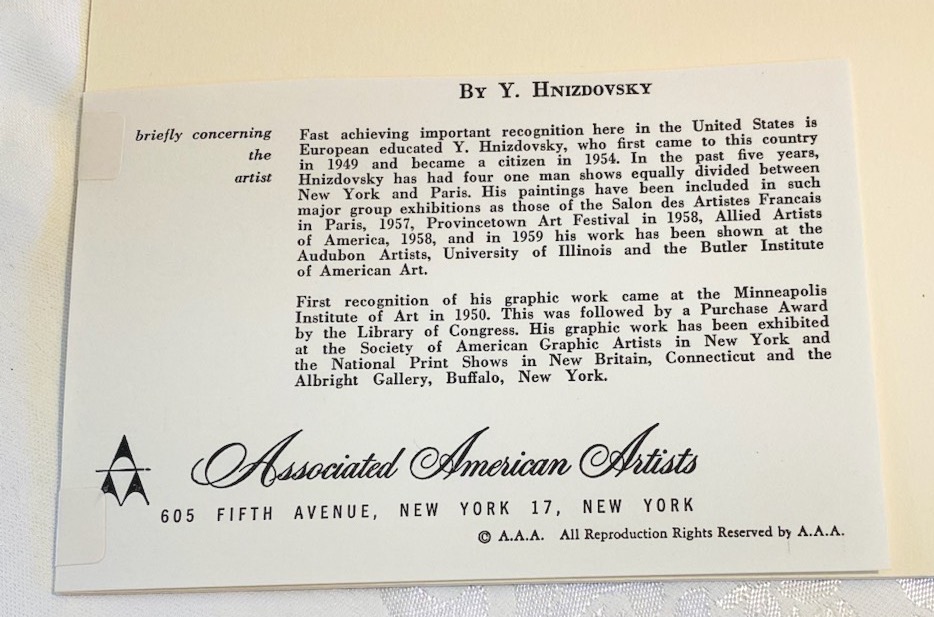 By Y. Hnizdovsky
briefly concerning
the
artist
Fast achieving important recognition here in the United States is
European educated Y. Hnizdovsky, who first came to this country
in 1949 and became a citizen in 1954. In the past five years,
Hnizdovsky has had four one man shows equally divided between
New York and Paris. His paintings have been included in such
major group exhibitions as those of the Salon des Artistes Francais
in Paris, 1957, Provincetown Art Festival in 1958, Allied Artists
of America, 1958, and in 1959 his work has been shown at the
Audubon Artists, University of Illinois and the Butler Institute
of American Art.
First recognition of his graphic work came at the Minneapolis
Institute of Art in 1950. This was followed by a Purchase Award
by the Library of Congress. His graphic work has been exhibited
at the Society of American Graphic Artists in New York and
the National Print Shows in New Britain, Connecticut and the
Albright Gallery, Buffalo, New York.
Associated American Artists
605 FIFTH AVENUE, NEW YORK 17, NEW YORK
© A.A.A. All Reproduction Rights Reserved by A.A.A.